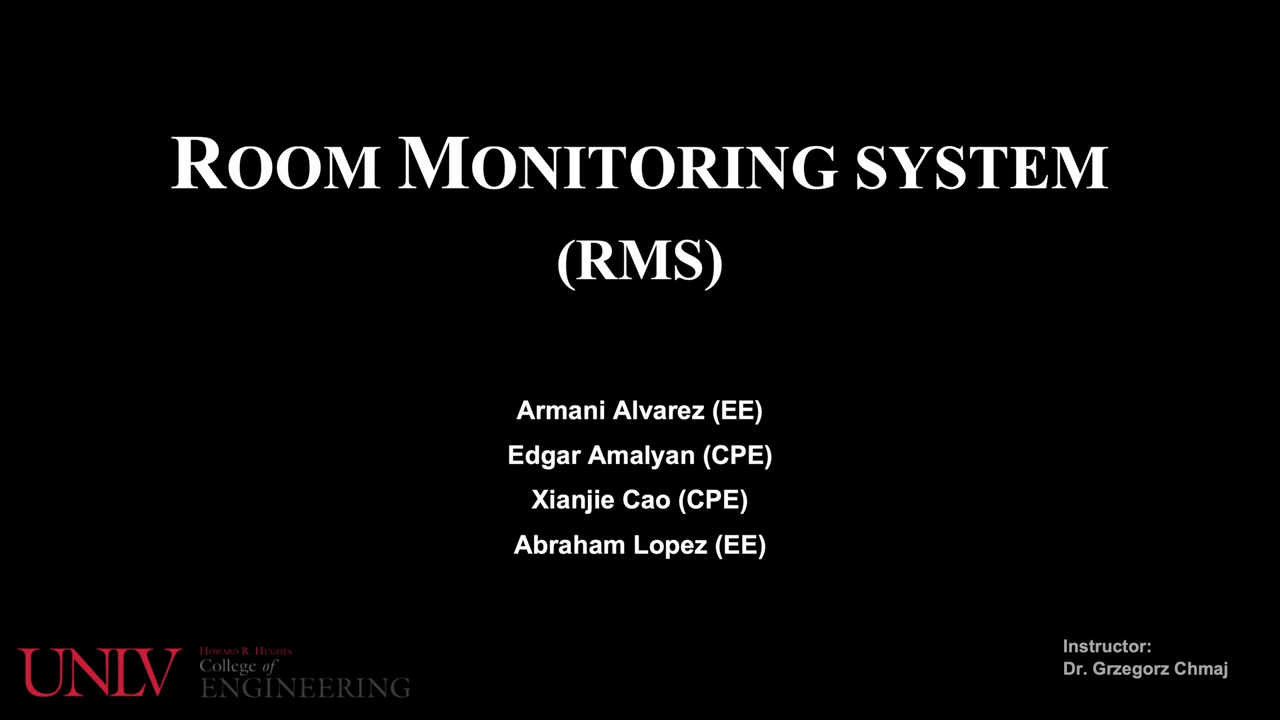 ROOM MONITORING SYSTEM
(RMS)
Armani Alvarez (EE)
Edgar Amalyan (CPE)
Xianjie Cao (CPE)
Abraham Lopez (EE)
UNLV
HOWARD R. HUGHES
College of
ENGINEERING
Instructor:
Dr. Grzegorz Chmaj